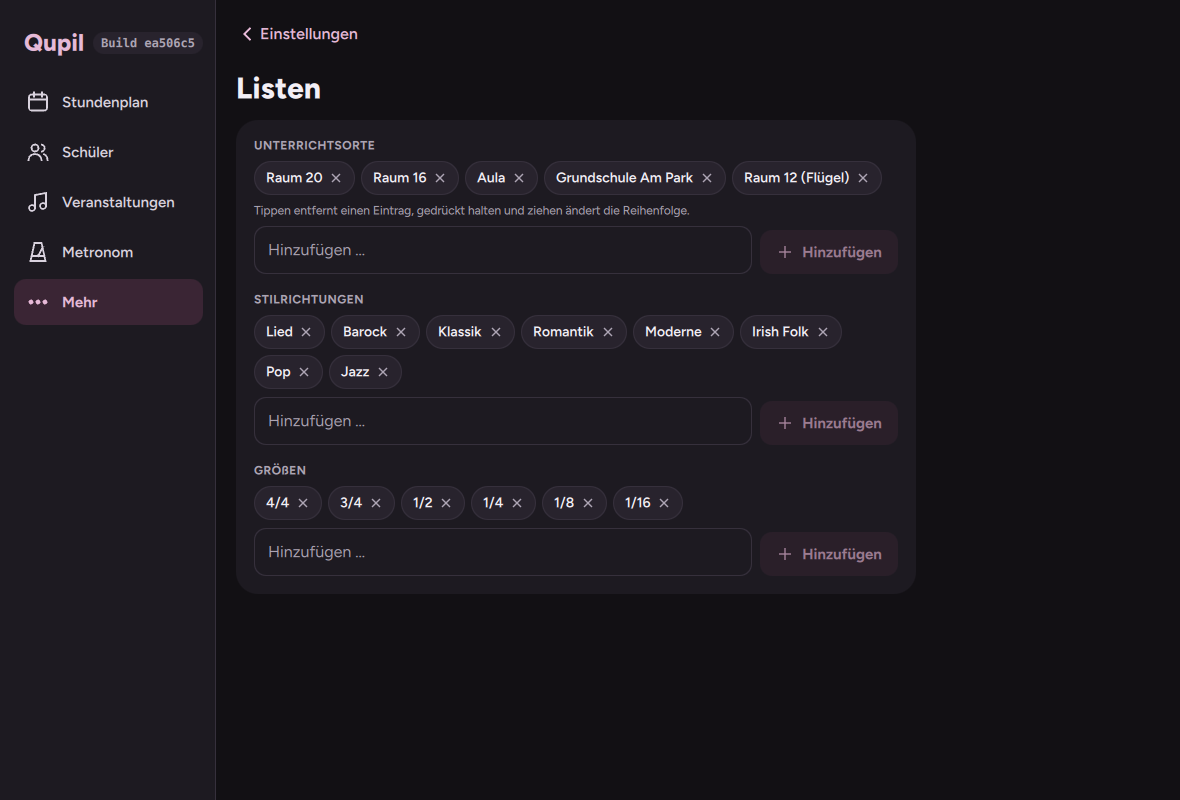 Qupil Build ea506c5
Stundenplan
Schüler
Veranstaltungen
Metronom
Mehr
Einstellungen
Listen
UNTERRICHTSORTE
Raum 20 Raum 16 Aula Grundschule Am Park Raum 12 (Flügel)
Tippen entfernt einen Eintrag, gedrückt halten und ziehen ändert die Reihenfolge.
Hinzufügen ... Hinzufügen
STILRICHTUNGEN
Lied Barock Klassik Romantik Moderne Irish Folk
Pop Jazz
Hinzufügen ... Hinzufügen
GRÖßEN
4/4 3/4 1/2 1/4 1/8 1/16
Hinzufügen ... Hinzufügen